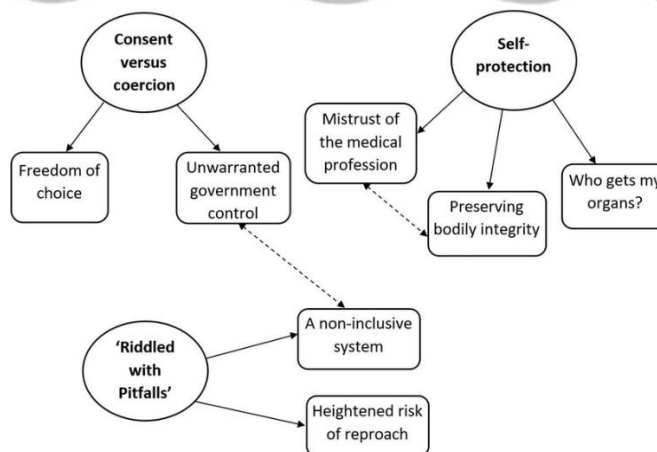 Consent
versus
coercion
Self-
protection
Freedom of
choice
Unwarranted
government
control
Mistrust of
the medical
profession
Preserving
bodily integrity
Who gets my
organs?
‘Riddled
with
Pitfalls’
A non-inclusive
system
Heightened risk
of reproach